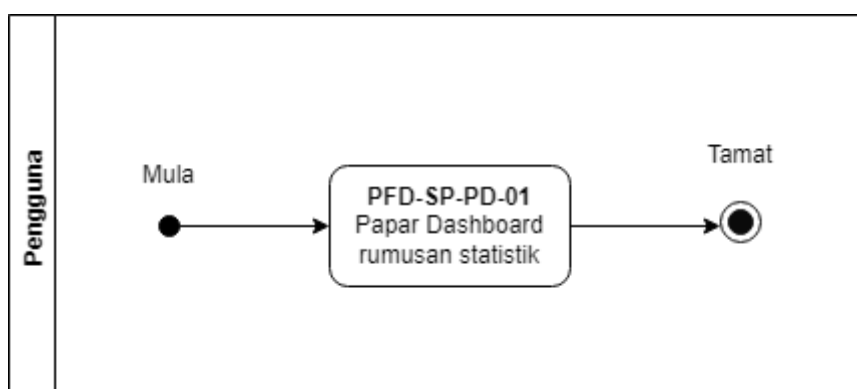 Pengguna
Mula
PFD-SP-PD-01
Papar Dashboard
rumusan statistik
Tamat